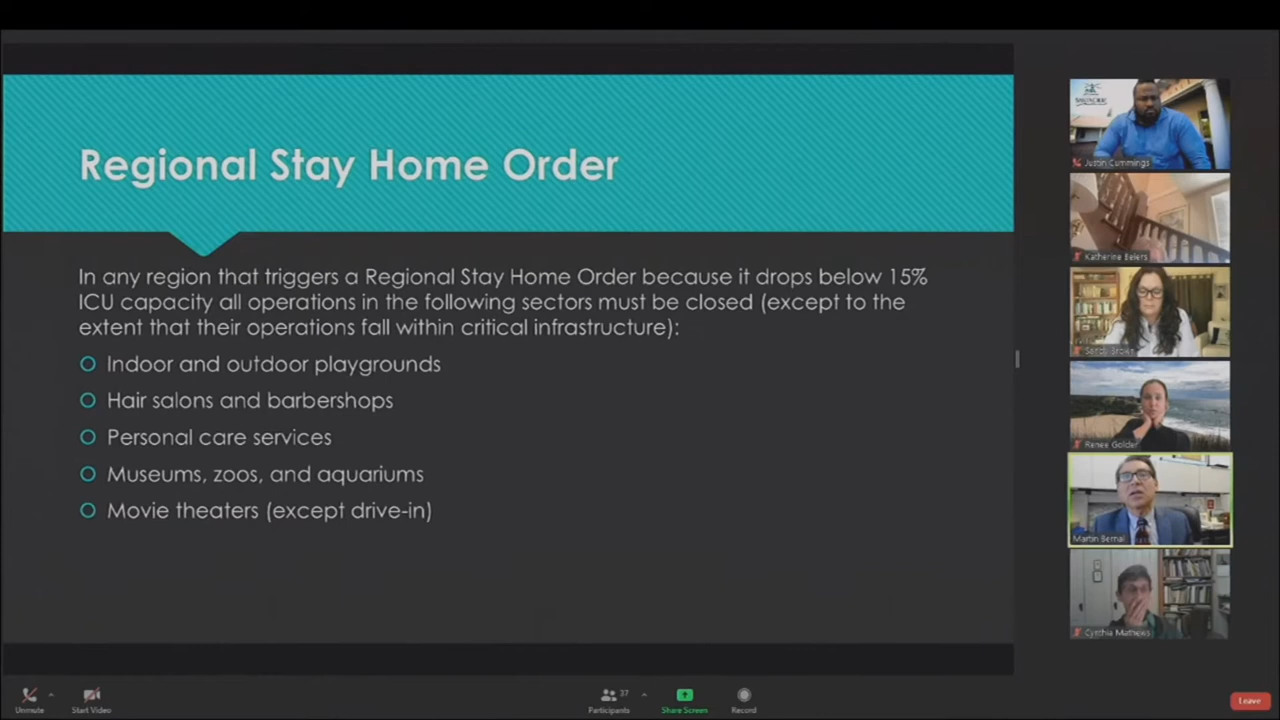 Regional Stay Home Order
In any region that triggers a Regional Stay Home Order because it drops below 15%
ICU capacity all operations in the following sectors must be closed (except to the
extent that their operations fall within critical infrastructure):
Indoor and outdoor playgrounds
Hair salons and barbershops
Personal care services
Museums, zoos, and aquariums
Movie theaters (except drive-in)
Justin Cummings
Katherine Beiers
Sandy Brown
Renee Golder
Martin Bernal
Cynthia Mathews
Unmute
Start Video
37
Participants
Share Screen
Record
Leave